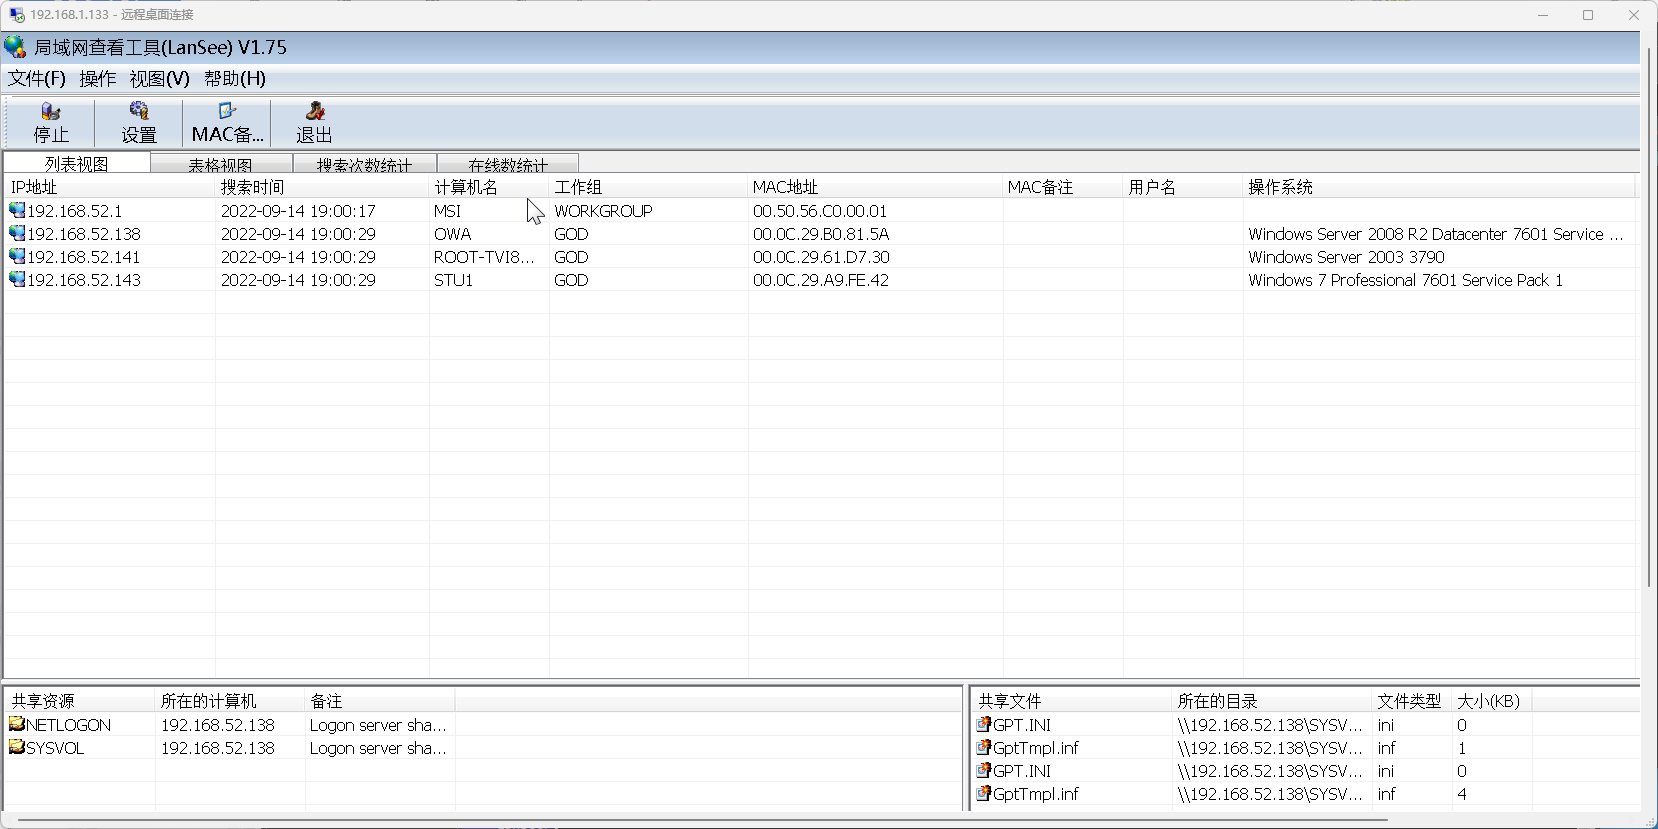 192.168.1.133 - 远程桌面连接
局域网查看工具(LanSee) V1.75
文件(F) 操作 视图(V) 帮助(H)
停止 设置 MAC备... 退出
列表视图 表格视图 搜索次数统计 在线数统计
IP地址 搜索时间 计算机名 工作组 MAC地址 MAC备注 用户名 操作系统
192.168.52.1 2022-09-14 19:00:17 MSI WORKGROUP 00.50.56.C0.00.01
192.168.52.138 2022-09-14 19:00:29 OWA GOD 00.0C.29.B0.81.5A Windows Server 2008 R2 Datacenter 7601 Service ...
192.168.52.141 2022-09-14 19:00:29 ROOT-TVI8... GOD 00.0C.29.61.D7.30 Windows Server 2003 3790
192.168.52.143 2022-09-14 19:00:29 STU1 GOD 00.0C.29.A9.FE.42 Windows 7 Professional 7601 Service Pack 1
共享资源 所在的计算机 备注
NETLOGON 192.168.52.138 Logon server sha...
SYSVOL 192.168.52.138 Logon server sha...
共享文件 所在的目录 文件类型 大小(KB)
GPT.INI \\192.168.52.138\SYSV... ini 0
GptTmpl.inf \\192.168.52.138\SYSV... inf 1
GPT.INI \\192.168.52.138\SYSV... ini 0
GptTmpl.inf \\192.168.52.138\SYSV... inf 4